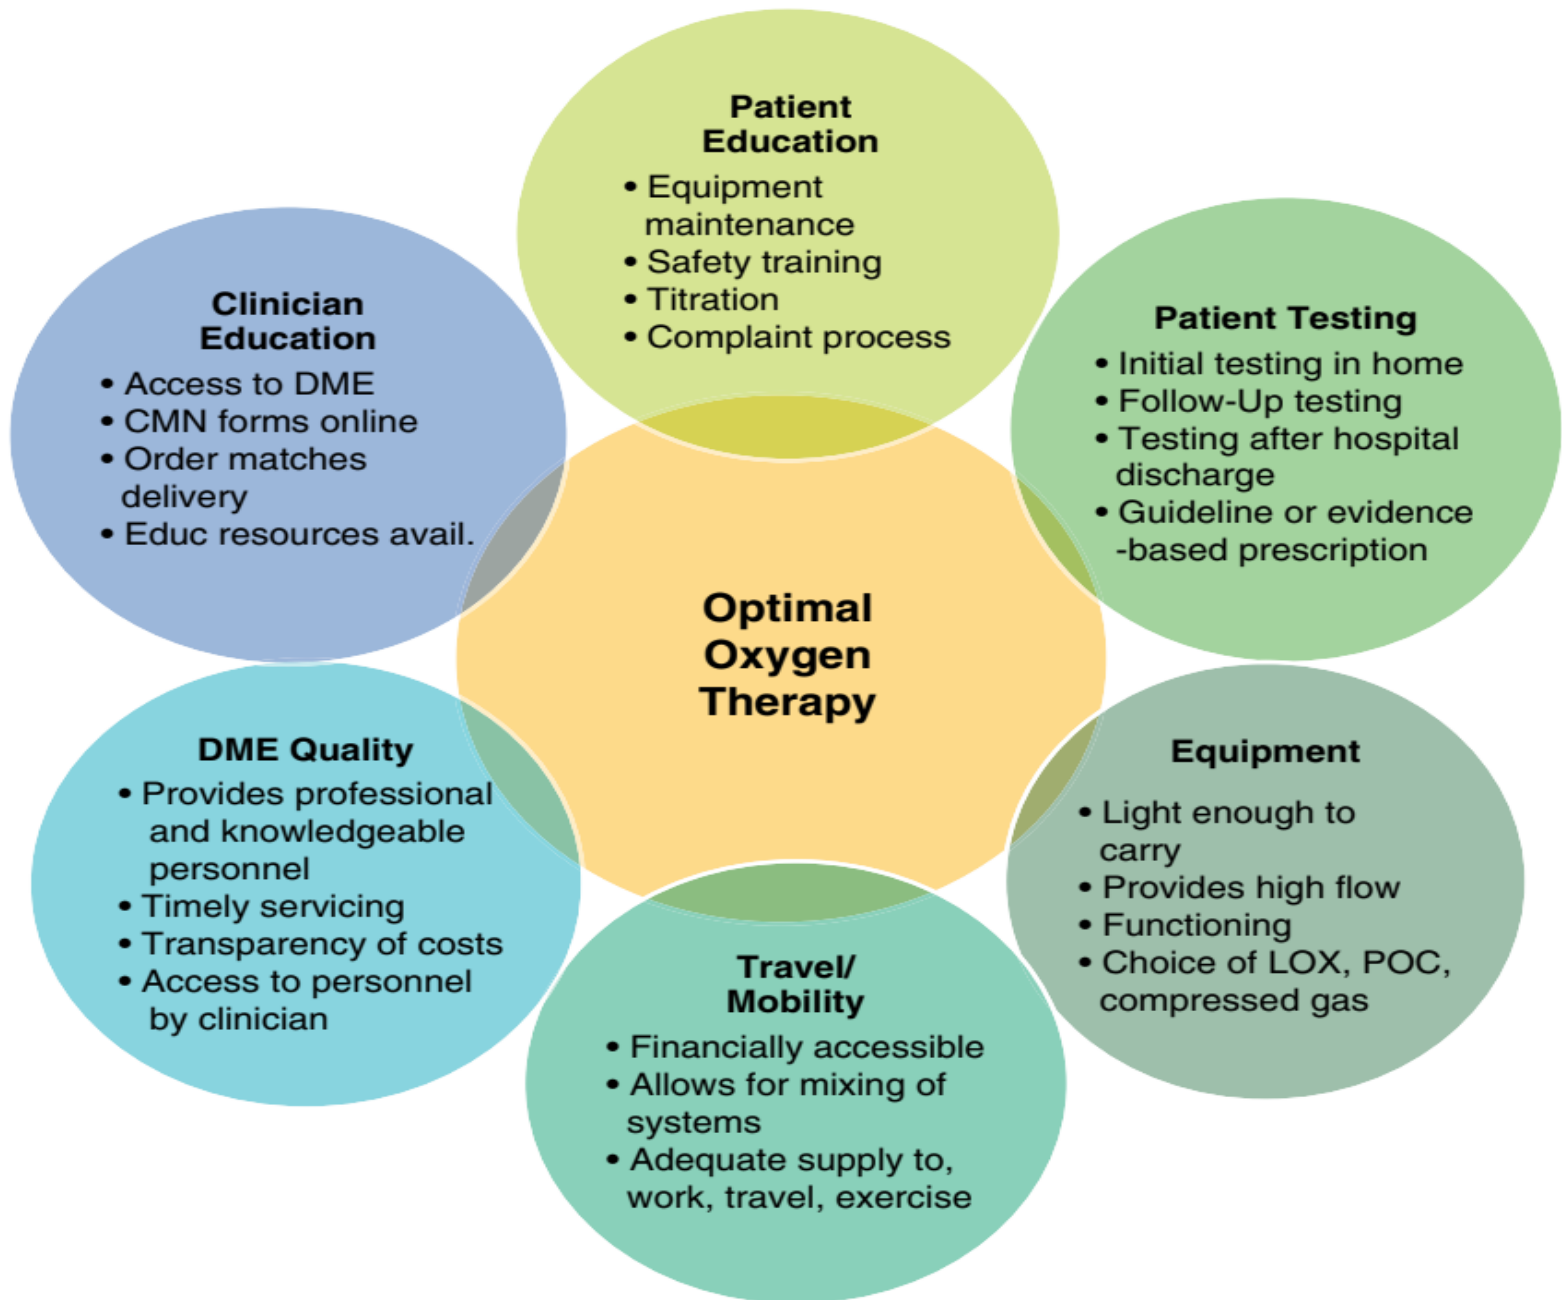 Patient
Education
• Equipment
maintenance
• Safety training
• Titration
• Complaint process
Clinician
Education
• Access to DME
• CMN forms online
• Order matches
delivery
• Educ resources avail.
Patient Testing
• Initial testing in home
• Follow-Up testing
• Testing after hospital
discharge
• Guideline or evidence
-based prescription
Optimal
Oxygen
Therapy
DME Quality
• Provides professional
and knowledgeable
personnel
• Timely servicing
• Transparency of costs
• Access to personnel
by clinician
Equipment
• Light enough to
carry
• Provides high flow
• Functioning
• Choice of LOX, POC,
compressed gas
Travel/
Mobility
• Financially accessible
• Allows for mixing of
systems
• Adequate supply to,
work, travel, exercise